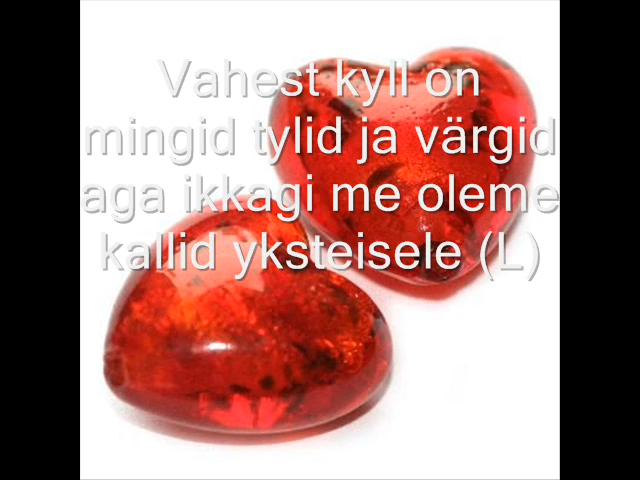 Vahest kyll on
mingid tylid ja värgid
aga ikkagi me oleme
kallid yksteisele (L)